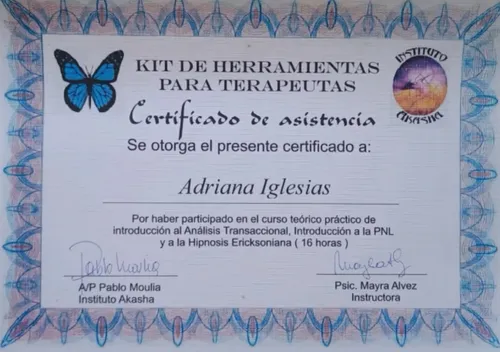 KIT DE HERRAMIENTAS
PARA TERAPEUTAS
INSTITUTO
AKASHA
Certificado de asistencia
Se otorga el presente certificado a:
Adriana Iglesias
Por haber participado en el curso teórico práctico de
introducción al Análisis Transaccional, Introducción a la PNL
y a la Hipnosis Ericksoniana ( 16 horas )
Pablo Moulia
A/P Pablo Moulia
Instituto Akasha
Psic. Mayra Alvez
Instructora